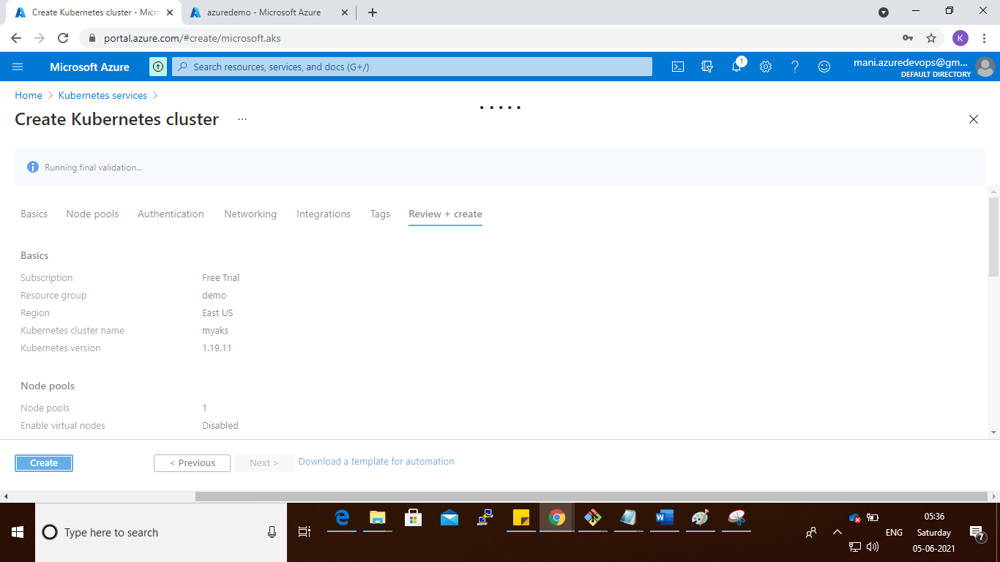 Create Kubernetes cluster - Micro
azuredemo - Microsoft Azure
portal.azure.com/#create/microsoft.aks
K
Microsoft Azure
Search resources, services, and docs (G+/)
1
mani.azuredevops@gm...
DEFAULT DIRECTORY
Home > Kubernetes services >
Create Kubernetes cluster ...
Running final validation...
Basics Node pools Authentication Networking Integrations Tags Review + create
Basics
Subscription Free Trial
Resource group demo
Region East US
Kubernetes cluster name myaks
Kubernetes version 1.19.11
Node pools
Node pools 1
Enable virtual nodes Disabled
Create < Previous Next > Download a template for automation
Type here to search
ENG
05:36
Saturday
05-06-2021
7